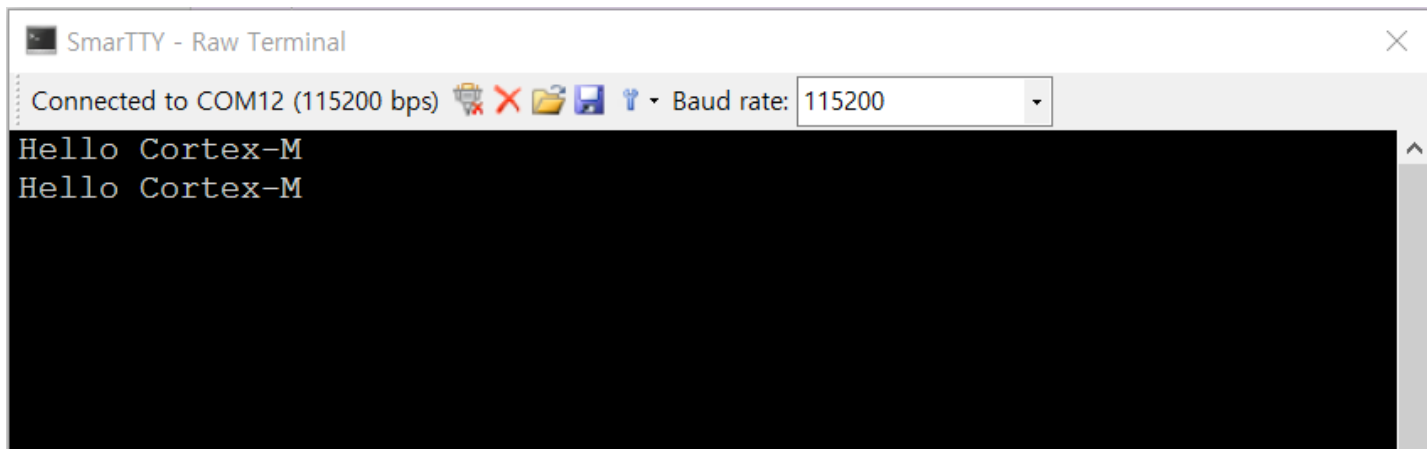 SmarTTY - Raw Terminal
Connected to COM12 (115200 bps) Baud rate: 115200
Hello Cortex-M
Hello Cortex-M